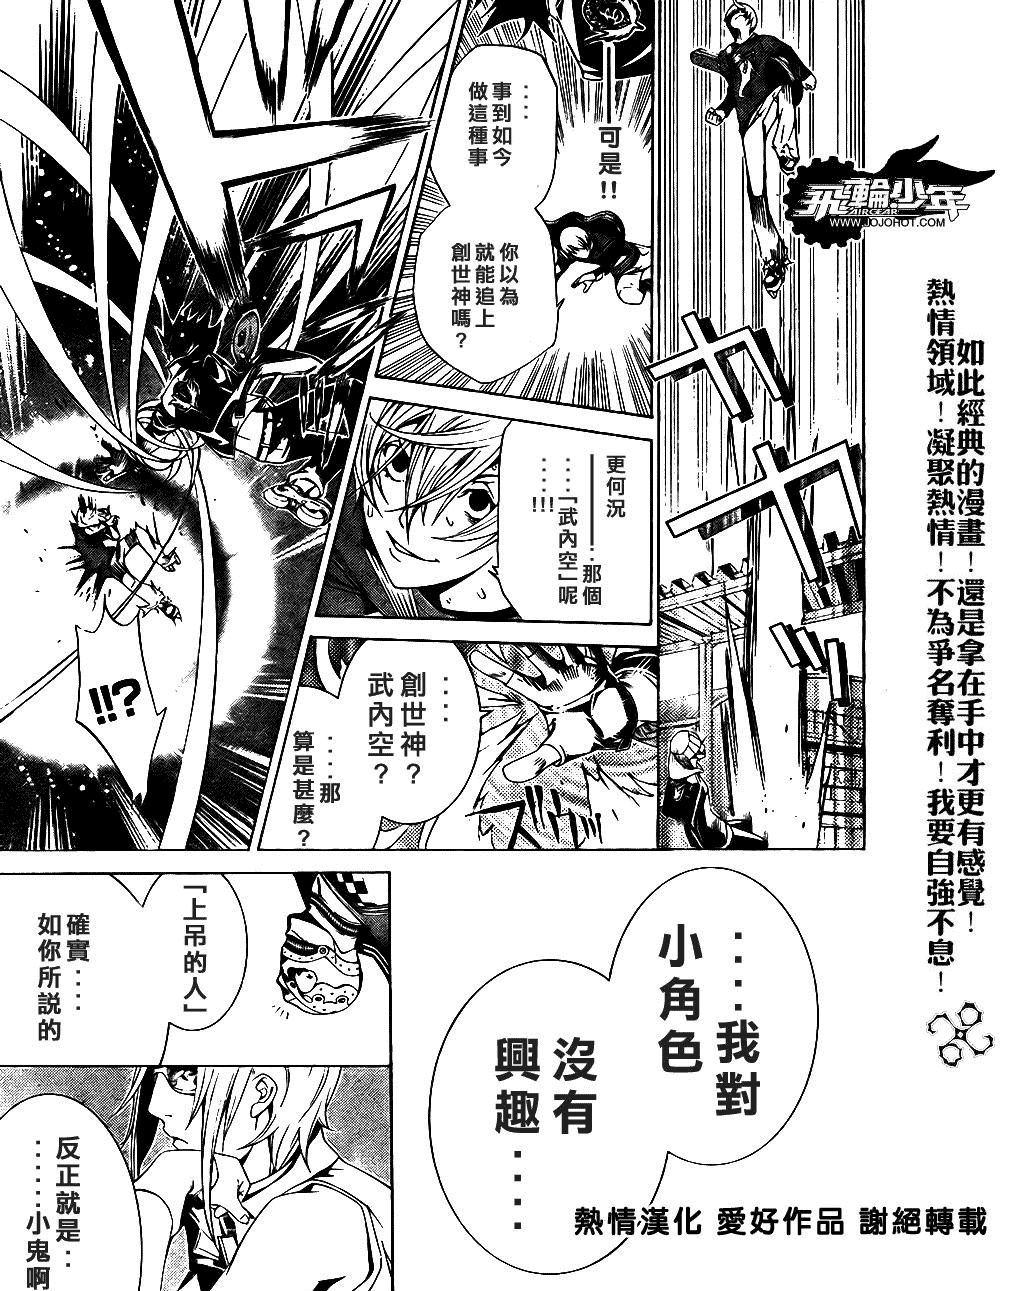 飛輪少年
AIRGEAR
WWW.JOJOHOT.COM
如此經典的漫畫！還是拿在手中才更有感覺！
熱情領域！凝聚熱情！不為爭名奪利！我要自強不息！
ガ
ガ
ガ
可是!!
‥‥
事到如今
做這種事
你以為
就能追上
創世神嗎？
更何況
‥那個
‥‥「武內空」呢
‥‥!!!
‥‥
創世神？
武內空？
‥‥那
算是甚麼？
ズズ
!!?
‥‥我對
小角色
沒有
興趣‥‥
「上吊的人」
確實‥‥
如你所説的
反正就是‥
‥‥‥小鬼啊
熱情漢化 愛好作品 謝絕轉載